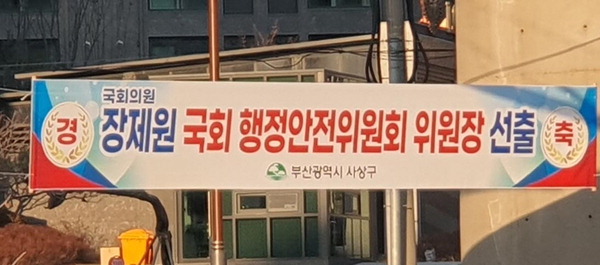 국회의원
경 장제원 국회 행정안전위원회 위원장 선출 축
부산광역시 사상구